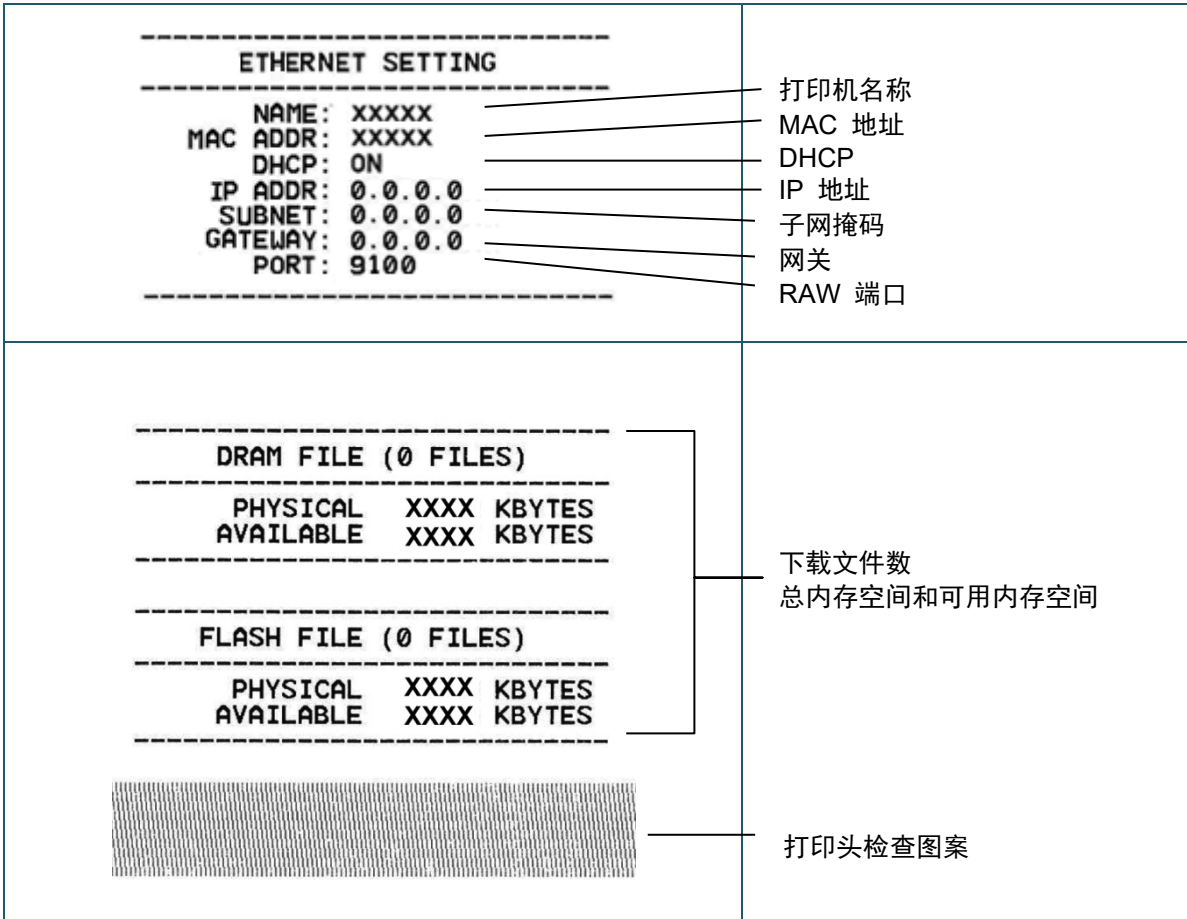 ETHERNET SETTING
NAME: XXXXX
MAC ADDR: XXXXX
DHCP: ON
IP ADDR: 0.0.0.0
SUBNET: 0.0.0.0
GATEWAY: 0.0.0.0
PORT: 9100
打印机名称
MAC 地址
DHCP
IP 地址
子网掩码
网关
RAW 端口
DRAM FILE (0 FILES)
PHYSICAL XXXX KBYTES
AVAILABLE XXXX KBYTES
FLASH FILE (0 FILES)
PHYSICAL XXXX KBYTES
AVAILABLE XXXX KBYTES
下载文件数
总内存空间和可用内存空间
打印头检查图案